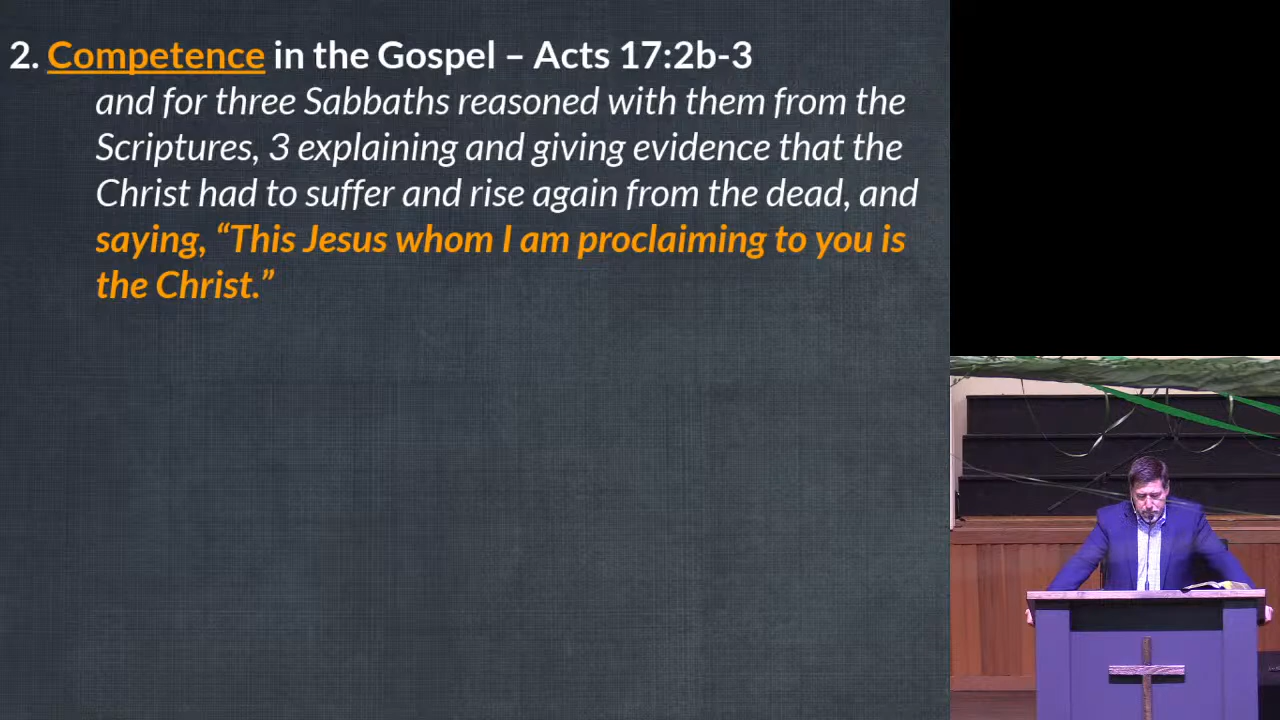 2. Competence in the Gospel – Acts 17:2b-3
and for three Sabbaths reasoned with them from the
Scriptures, 3 explaining and giving evidence that the
Christ had to suffer and rise again from the dead, and
saying, “This Jesus whom I am proclaiming to you is
the Christ.”